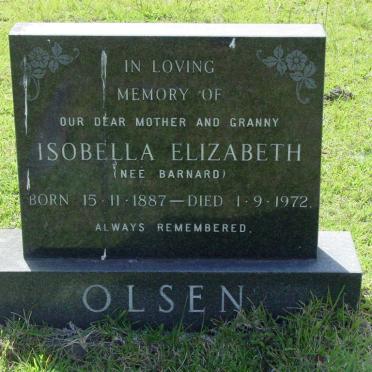 IN LOVING
MEMORY OF
OUR DEAR MOTHER AND GRANNY
ISOBELLA ELIZABETH
(NEE BARNARD)
BORN 15·11·1887 — DIED 1·9·1972.
ALWAYS REMEMBERED.
OLSEN